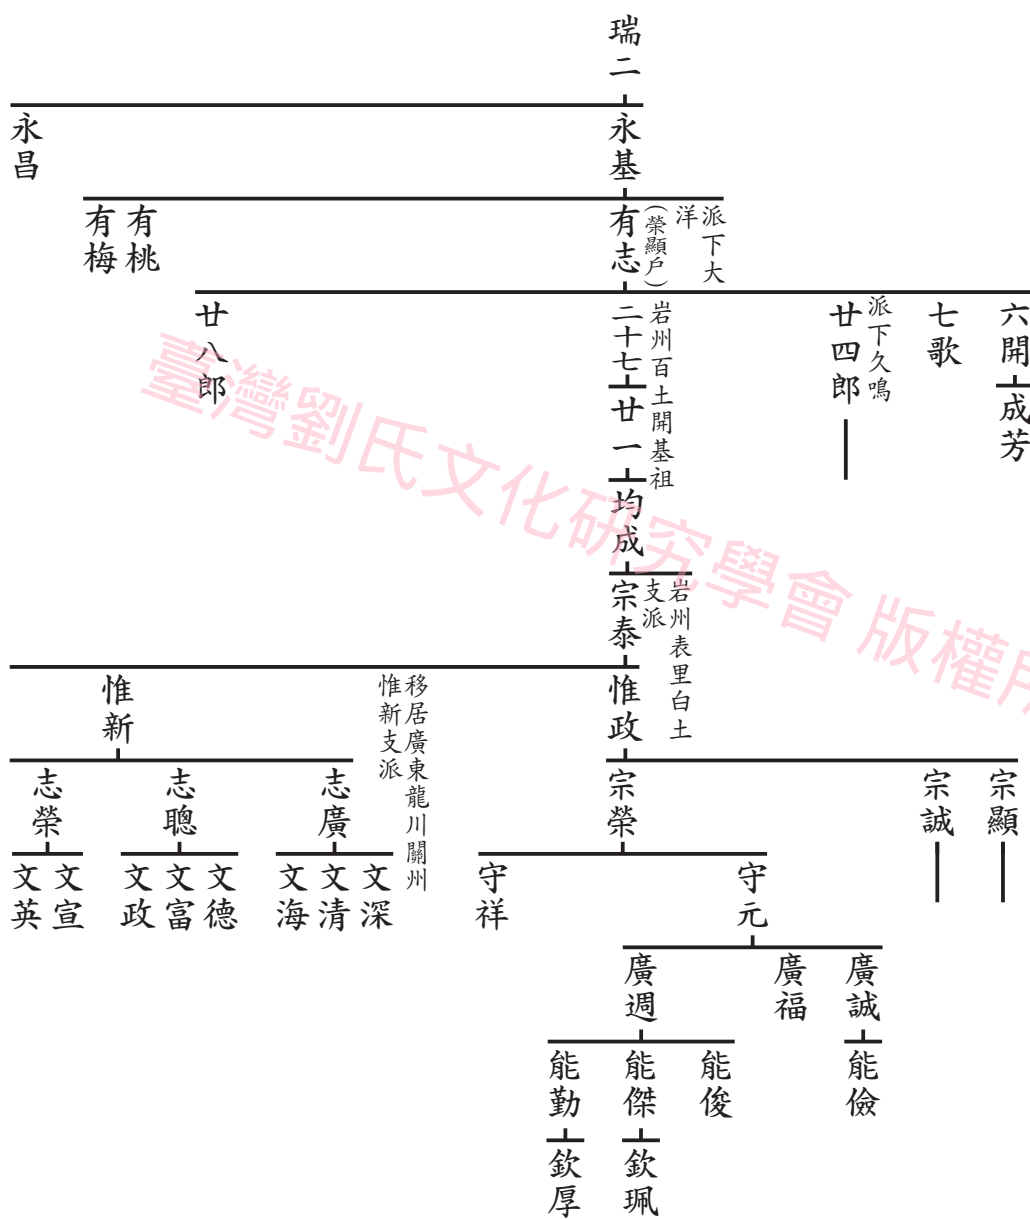 瑞二
永基
永昌
派下大
洋
有志
(榮顯戶)
有桃
有梅
六開
成芳
七歌
廿四郎
派下久鳴
二十七
岩州百土開基祖
廿八郎
廿一
均成
宗泰
岩州表里白土
支派
惟政
移居廣東龍川關州
惟新支派
惟新
宗顯
宗誠
宗榮
志廣
志聰
志榮
守元
守祥
文深
文清
文海
文德
文富
文政
文宣
文英
廣誠
廣福
廣週
能儉
能俊
能傑
能勤
欽珮
欽厚
臺灣劉氏文化研究學會 版權所